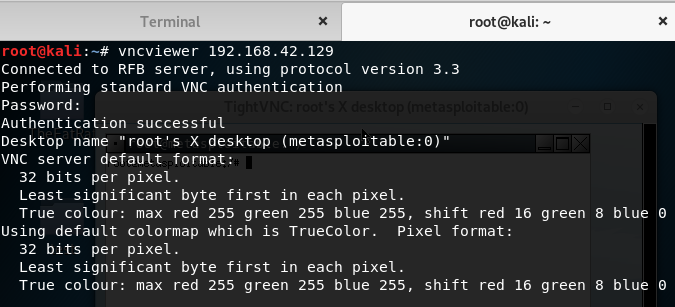 Terminal × root@kali: ~ ×
root@kali:~# vncviewer 192.168.42.129
Connected to RFB server, using protocol version 3.3
Performing standard VNC authentication
Password:
TightVNC: root's X desktop (metasploitable:0)
Authentication successful
Desktop name "root's X desktop (metasploitable:0)"
VNC server default format:
  32 bits per pixel.
  Least significant byte first in each pixel.
  True colour: max red 255 green 255 blue 255, shift red 16 green 8 blue 0
Using default colormap which is TrueColor.  Pixel format:
  32 bits per pixel.
  Least significant byte first in each pixel.
  True colour: max red 255 green 255 blue 255, shift red 16 green 8 blue 0